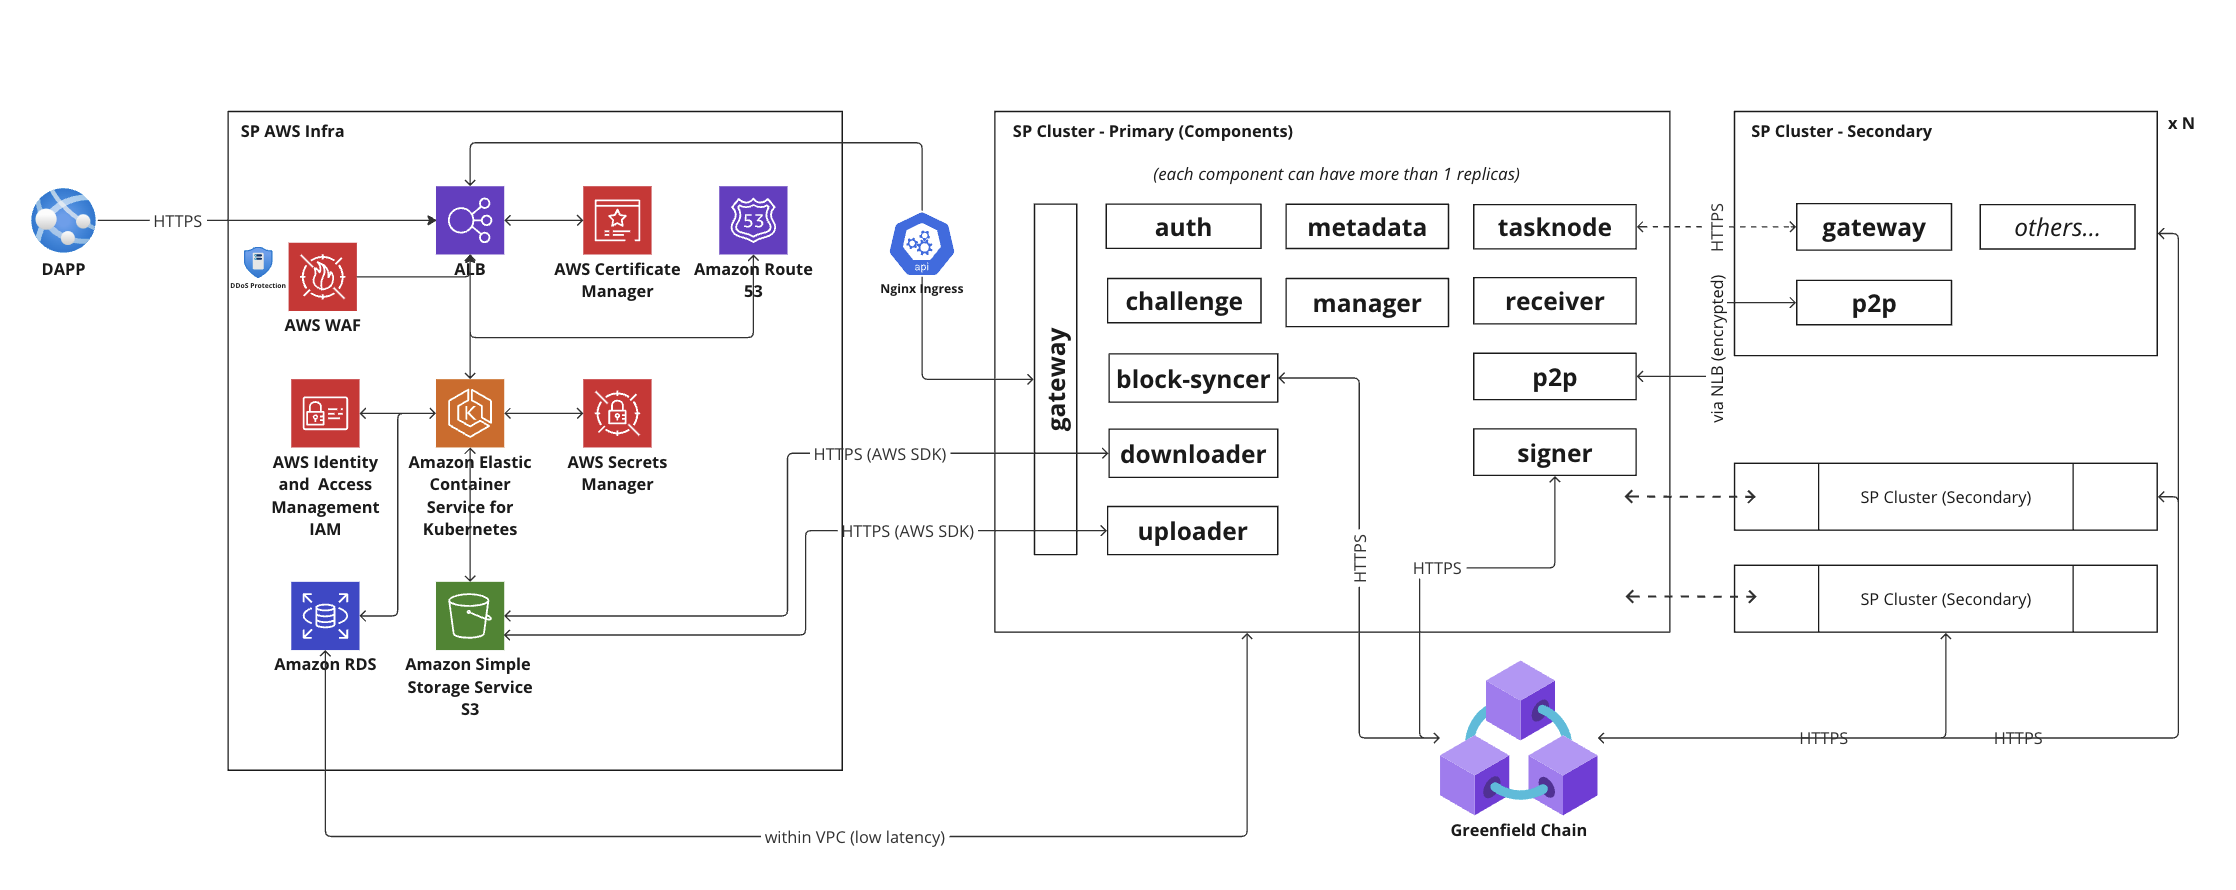 SP AWS Infra
HTTPS
DAPP
DDoS Protection
AWS WAF
ALB
AWS Certificate
Manager
53
Amazon Route
53
AWS Identity
and Access
Management
IAM
K
Amazon Elastic
Container
Service for
Kubernetes
AWS Secrets
Manager
Amazon RDS
Amazon Simple
Storage Service
S3
api
Nginx Ingress
HTTPS (AWS SDK)
HTTPS (AWS SDK)
within VPC (low latency)
SP Cluster - Primary (Components)
(each component can have more than 1 replicas)
gateway
auth
metadata
tasknode
challenge
manager
receiver
block-syncer
p2p
downloader
signer
uploader
HTTPS
HTTPS
HTTPS
via NLB (encrypted)
SP Cluster - Secondary
x N
gateway
others...
p2p
SP Cluster (Secondary)
SP Cluster (Secondary)
HTTPS
HTTPS
Greenfield Chain